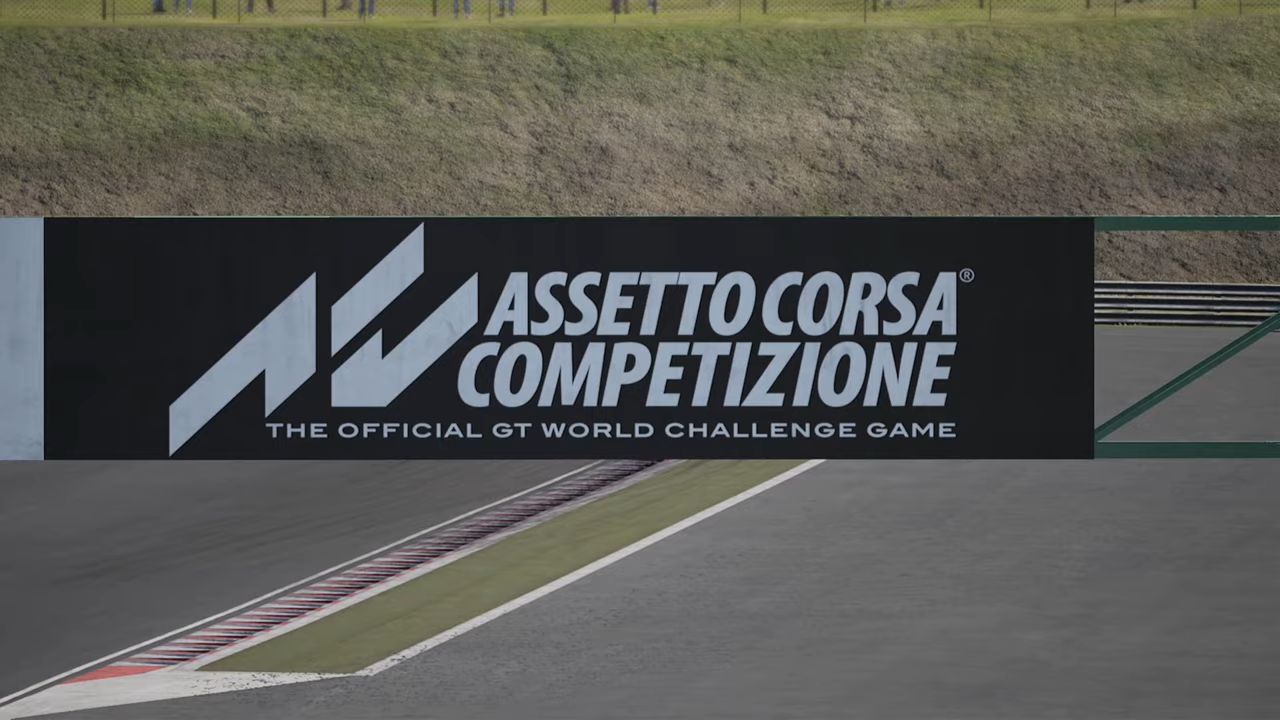 ASSETTO CORSA®
COMPETIZIONE
THE OFFICIAL GT WORLD CHALLENGE GAME